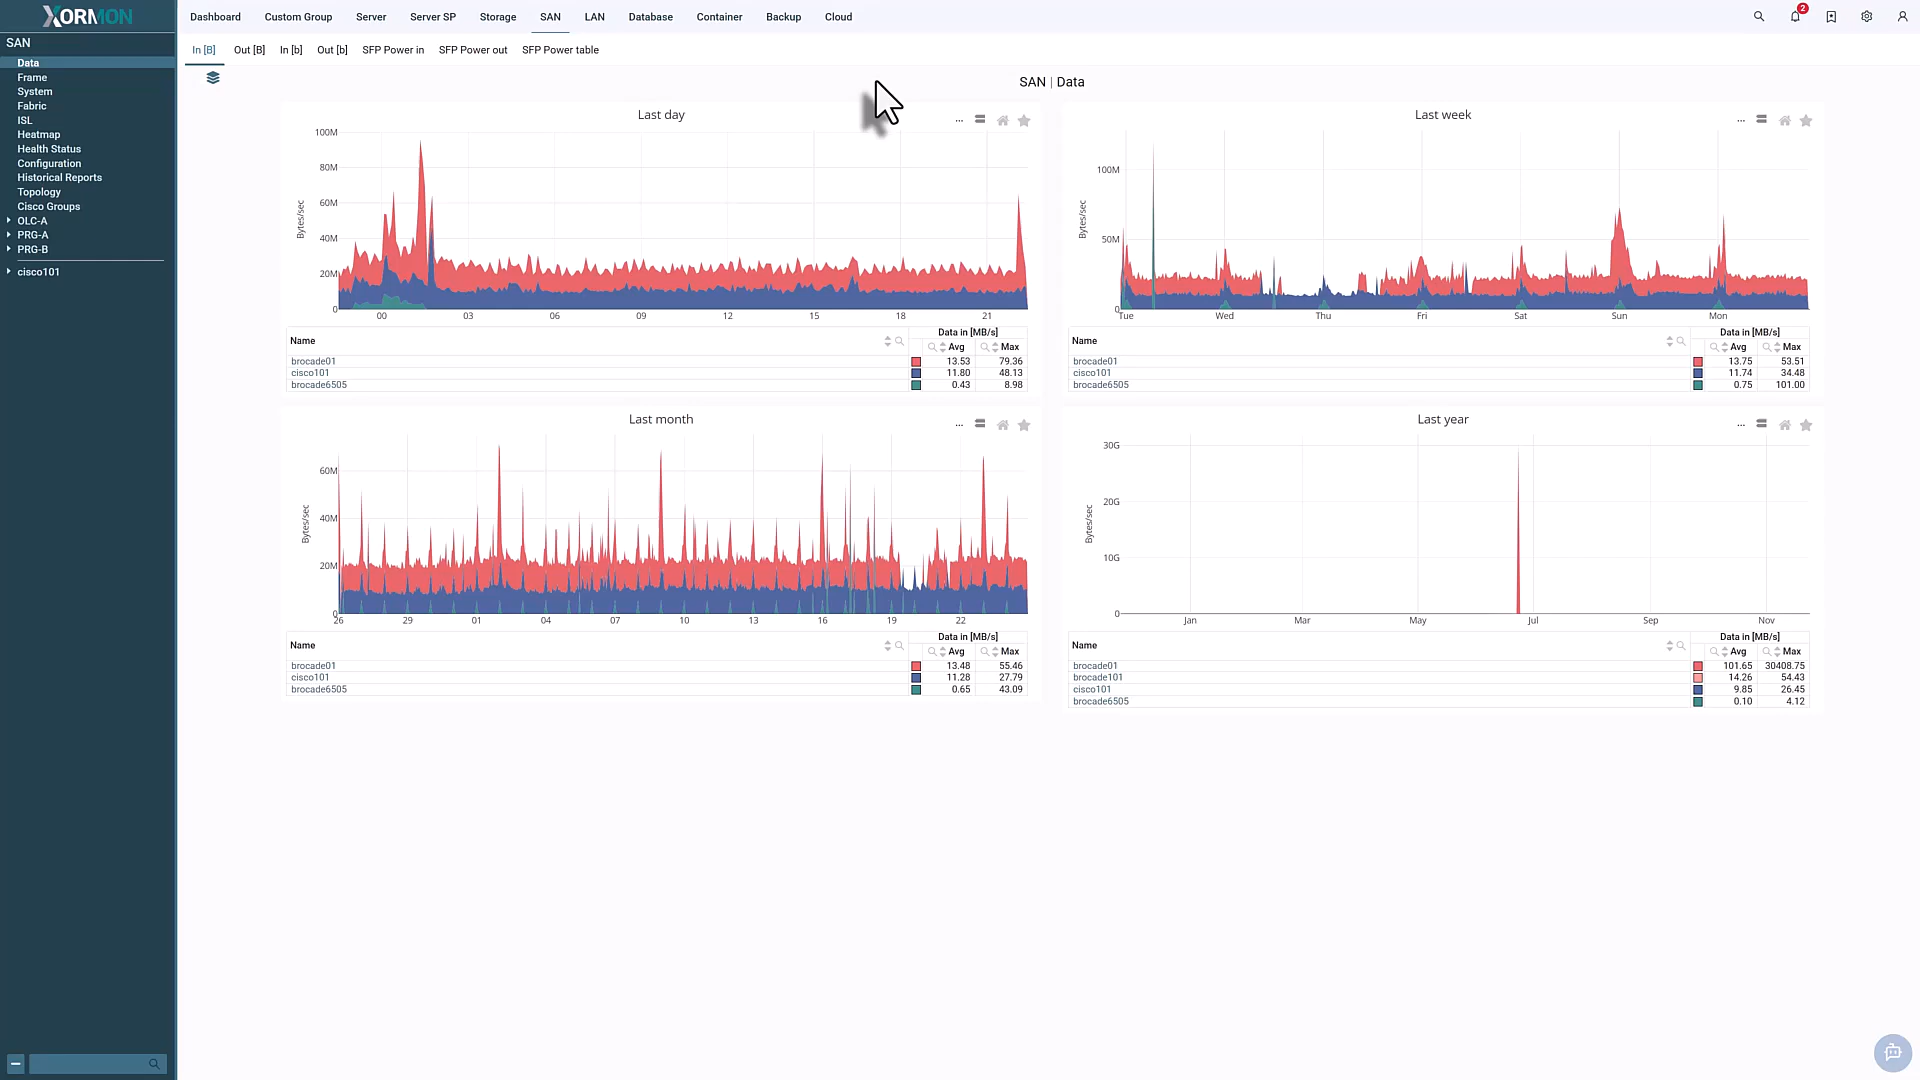 XORMON
Dashboard Custom Group Server Server SP Storage SAN LAN Database Container Backup Cloud 2
SAN
Data
Frame
System
Fabric
ISL
Heatmap
Health Status
Configuration
Historical Reports
Topology
Cisco Groups
OLC-A
PRG-A
PRG-B
cisco101
In [B] Out [B] In [b] Out [b] SFP Power in SFP Power out SFP Power table
SAN | Data
Last day
...
100M
80M
60M
40M
20M
0
Bytes/sec
00 03 06 09 12 15 18 21
Name Data in [MB/s]
Avg Max
brocade01 13.53 79.36
cisco101 11.80 48.13
brocade6505 0.43 8.98
Last week
...
100M
50M
0
Bytes/sec
Tue Wed Thu Fri Sat Sun Mon
Name Data in [MB/s]
Avg Max
brocade01 13.75 53.51
cisco101 11.74 34.48
brocade6505 0.75 101.00
Last month
...
60M
40M
20M
0
Bytes/sec
26 29 01 04 07 10 13 16 19 22
Name Data in [MB/s]
Avg Max
brocade01 13.48 55.46
cisco101 11.28 27.79
brocade6505 0.65 43.09
Last year
...
30G
20G
10G
0
Bytes/sec
Jan Mar May Jul Sep Nov
Name Data in [MB/s]
Avg Max
brocade01 101.65 30408.75
brocade101 14.26 54.43
cisco101 9.85 26.45
brocade6505 0.10 4.12